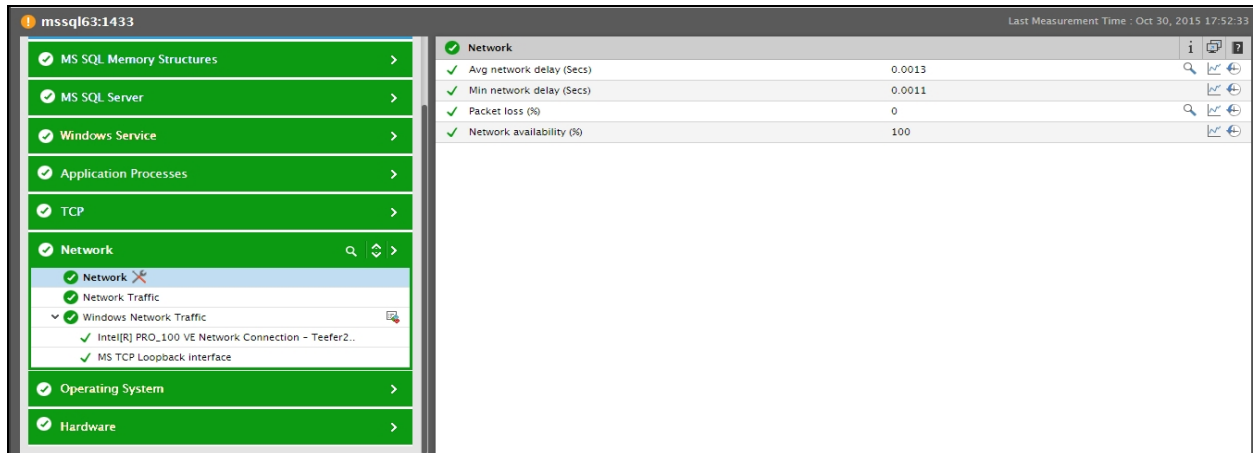 mssql63:1433
Last Measurement Time : Oct 30, 2015 17:52:33
MS SQL Memory Structures
MS SQL Server
Windows Service
Application Processes
TCP
Network
Network
Network Traffic
Windows Network Traffic
Intel[R] PRO_100 VE Network Connection - Teefer2..
MS TCP Loopback interface
Operating System
Hardware
Network
Avg network delay (Secs) 0.0013
Min network delay (Secs) 0.0011
Packet loss (%) 0
Network availability (%) 100